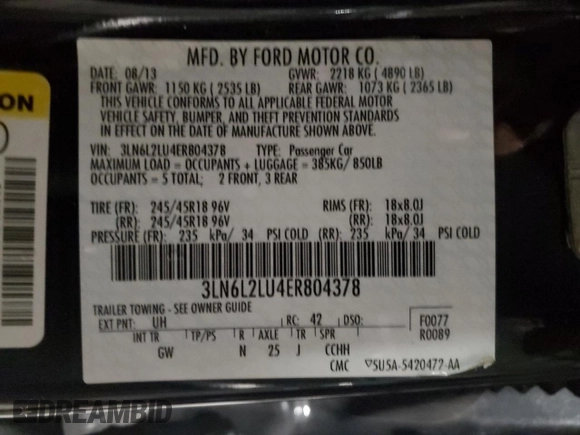 MFD. BY FORD MOTOR CO.
DATE: 08/13 GVWR: 2218 KG ( 4890 LB)
FRONT GAWR: 1150 KG ( 2535 LB) REAR GAWR: 1073 KG ( 2365 LB)
THIS VEHICLE CONFORMS TO ALL APPLICABLE FEDERAL MOTOR
VEHICLE SAFETY, BUMPER, AND THEFT PREVENTION STANDARDS
IN EFFECT ON THE DATE OF MANUFACTURE SHOWN ABOVE.
VIN: 3LN6L2LU4ER804378 TYPE: Passenger Car
MAXIMUM LOAD = OCCUPANTS + LUGGAGE = 385KG/ 850LB
OCCUPANTS = 5 TOTAL; 2 FRONT, 3 REAR
TIRE (FR): 245/45R18 96V RIMS (FR): 18x8.0J
(RR): 245/45R18 96V (RR): 18x8.0J
PRESSURE (FR): 235 kPa/ 34 PSI COLD (RR): 235 kPa/ 34 PSI COLD
3LN6L2LU4ER804378
TRAILER TOWING - SEE OWNER GUIDE
EXT PNT: UH RC: 42 DSO: F0077
INT TR TP/PS R AXLE TR SPR R0089
GW N 25 J CCHH
CMC SUSA-5420472-AA
ON
DREAMBID